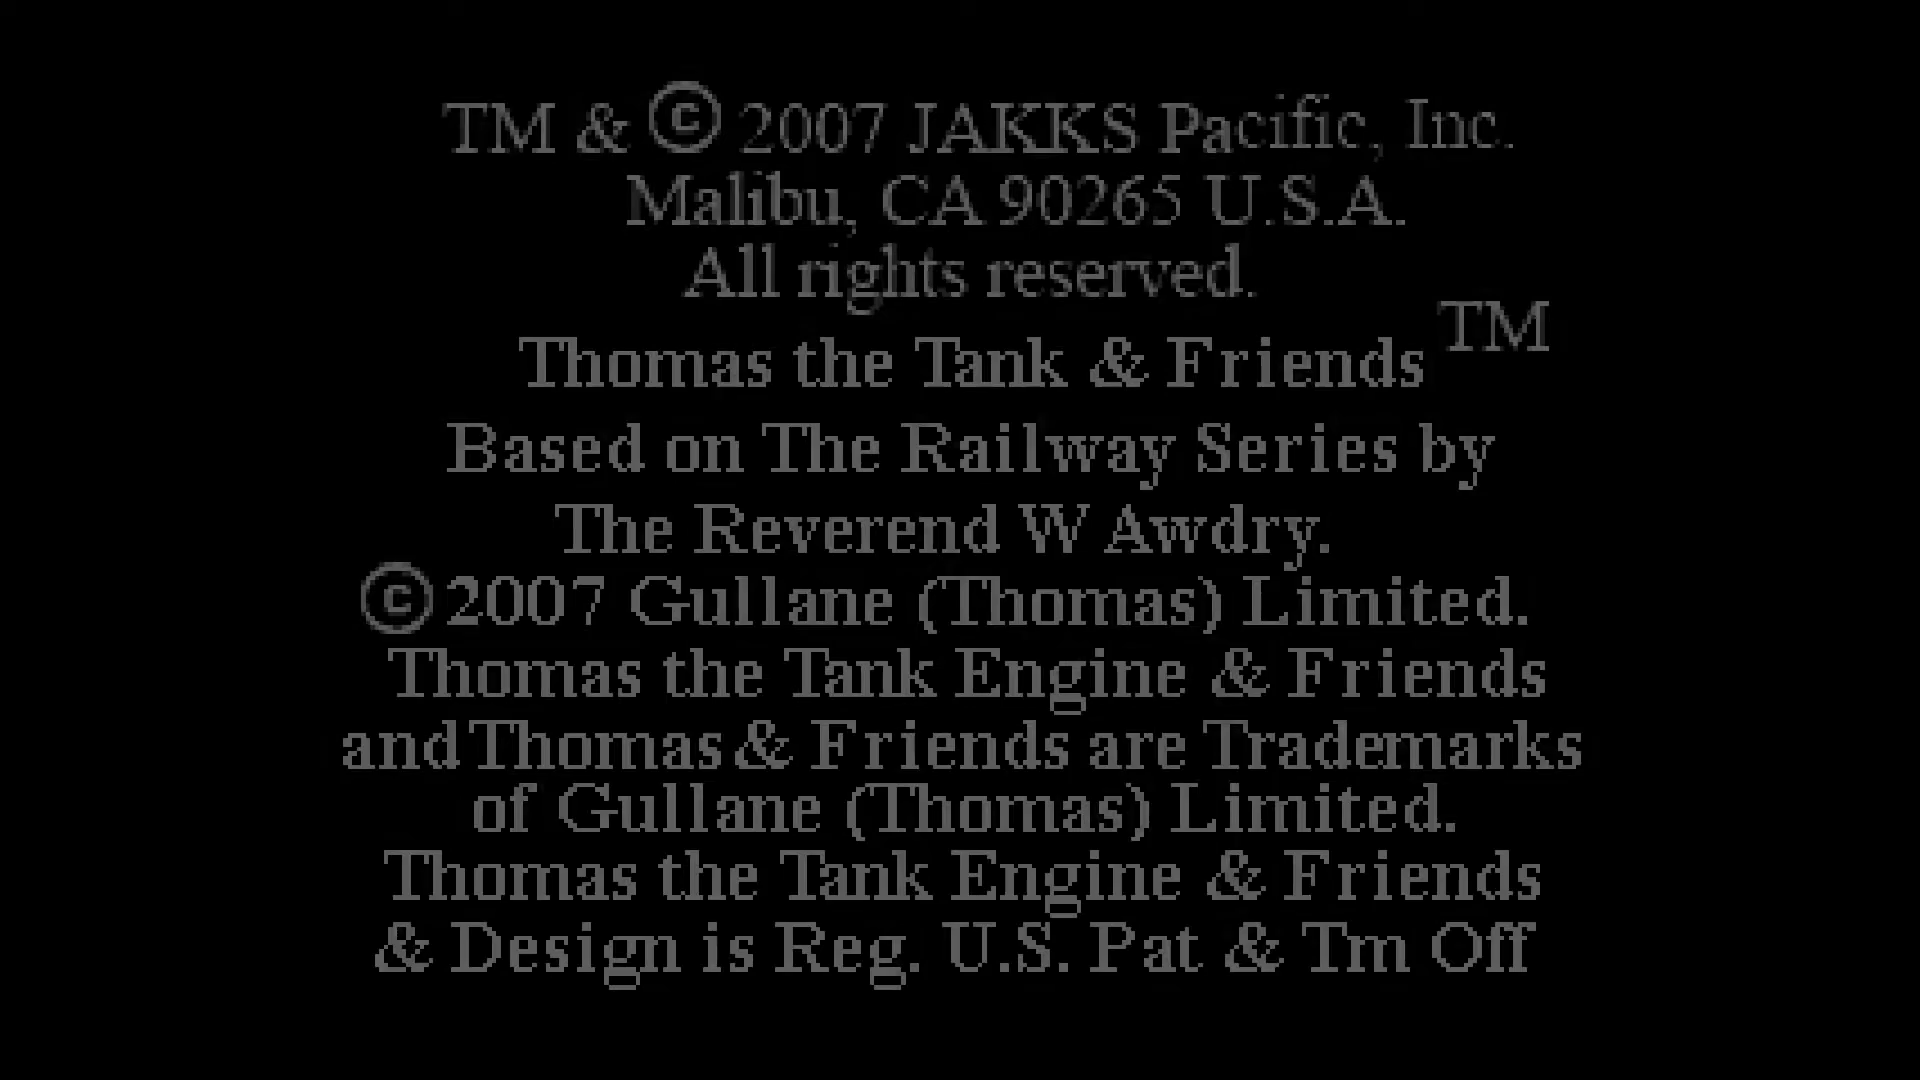 TM & © 2007 JAKKS Pacific, Inc.
Malibu, CA 90265 U.S.A.
All rights reserved.
Thomas the Tank & Friends TM
Based on The Railway Series by
The Reverend W Awdry.
© 2007 Gullane (Thomas) Limited.
Thomas the Tank Engine & Friends
and Thomas & Friends are Trademarks
of Gullane (Thomas) Limited.
Thomas the Tank Engine & Friends
& Design is Reg. U.S. Pat & Tm Off